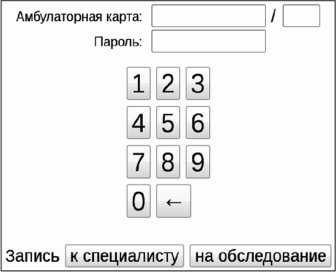 Амбулаторная карта: /
Пароль:
1 2 3
4 5 6
7 8 9
0 ←
Запись к специалисту на обследование